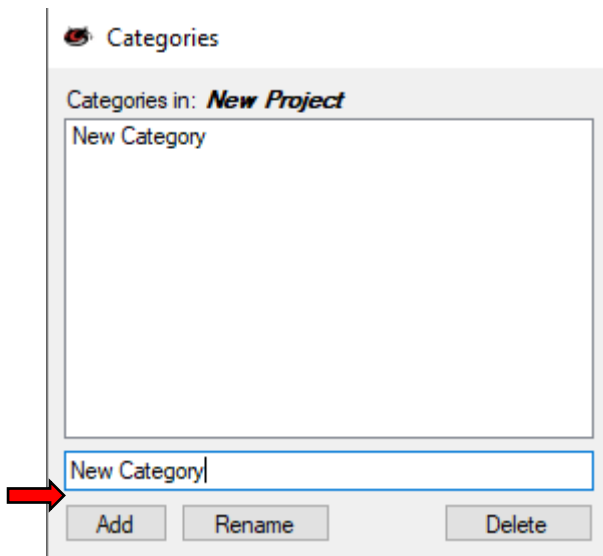 Categories
Categories in: New Project
New Category
New Category
Add Rename Delete